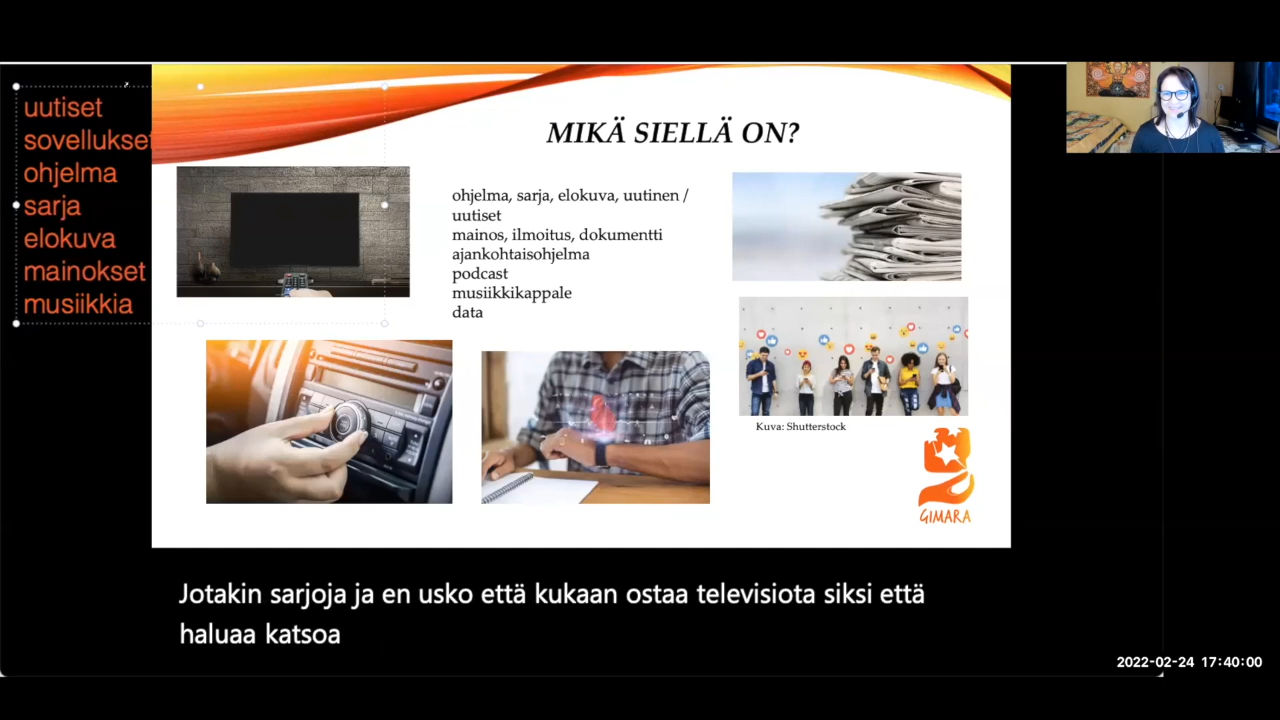 uutiset
sovellukset
ohjelma
sarja
elokuva
mainokset
musiikkia
MIKÄ SIELLÄ ON?
ohjelma, sarja, elokuva, uutinen /
uutiset
mainos, ilmoitus, dokumentti
ajankohtaisohjelma
podcast
musiikkikappale
data
Kuva: Shutterstock
GIMARA
Jotakin sarjoja ja en usko että kukaan ostaa televisiota siksi että
haluaa katsoa
2022-02-24 17:40:00